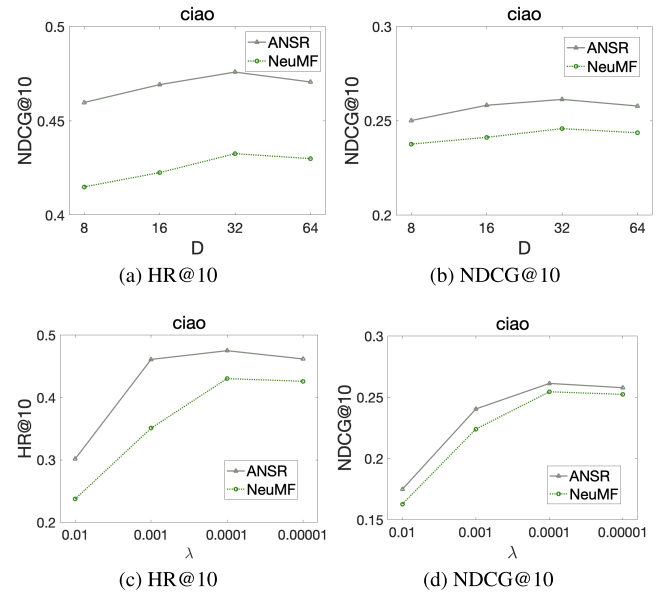 ciao
ciao
0.5
0.45
0.4
NDCG@10
ANSR
NeuMF
8 16 32 64
D
0.3
0.25
0.2
NDCG@10
ANSR
NeuMF
8 16 32 64
D
(a) HR@10
(b) NDCG@10
ciao
ciao
0.5
0.4
0.3
0.2
HR@10
ANSR
NeuMF
0.01 0.001 0.0001 0.00001
λ
0.3
0.25
0.2
0.15
NDCG@10
ANSR
NeuMF
0.01 0.001 0.0001 0.00001
λ
(c) HR@10
(d) NDCG@10